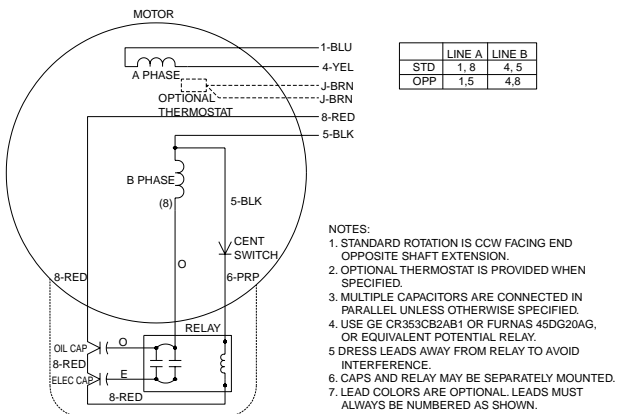 MOTOR
1-BLU
4-YEL
A PHASE
J-BRN
J-BRN
OPTIONAL
THERMOSTAT
8-RED
5-BLK
B PHASE
(8)
5-BLK
CENT
SWITCH
O
8-RED
6-PRP
RELAY
OIL CAP
O
8-RED
ELEC CAP
E
8-RED
LINE A LINE B
STD 1, 8 4, 5
OPP 1,5 4,8
NOTES:
1. STANDARD ROTATION IS CCW FACING END
OPPOSITE SHAFT EXTENSION.
2. OPTIONAL THERMOSTAT IS PROVIDED WHEN
SPECIFIED.
3. MULTIPLE CAPACITORS ARE CONNECTED IN
PARALLEL UNLESS OTHERWISE SPECIFIED.
4. USE GE CR353CB2AB1 OR FURNAS 45DG20AG,
OR EQUIVALENT POTENTIAL RELAY.
5 DRESS LEADS AWAY FROM RELAY TO AVOID
INTERFERENCE.
6. CAPS AND RELAY MAY BE SEPARATELY MOUNTED.
7. LEAD COLORS ARE OPTIONAL. LEADS MUST
ALWAYS BE NUMBERED AS SHOWN.